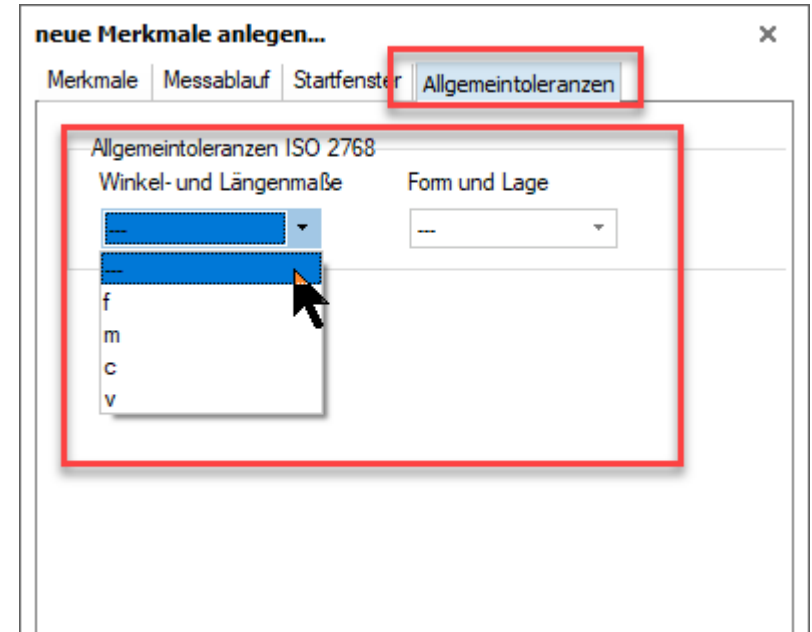 neue Merkmale anlegen...
Merkmale Messablauf Startfenster Allgemeintoleranzen
Allgemeintoleranzen ISO 2768
Winkel- und Längenmaße Form und Lage
--- ---
---
f
m
c
v